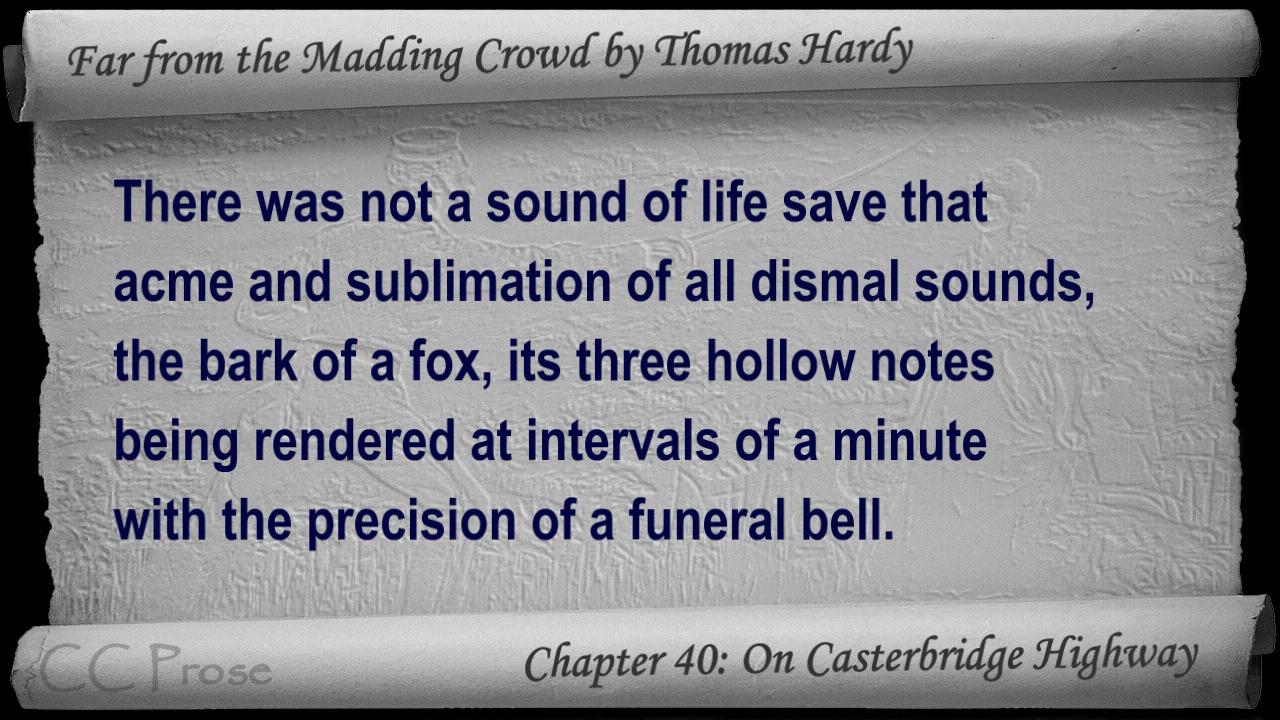 Far from the Madding Crowd by Thomas Hardy
There was not a sound of life save that
acme and sublimation of all dismal sounds,
the bark of a fox, its three hollow notes
being rendered at intervals of a minute
with the precision of a funeral bell.
CC Prose
Chapter 40: On Casterbridge Highway